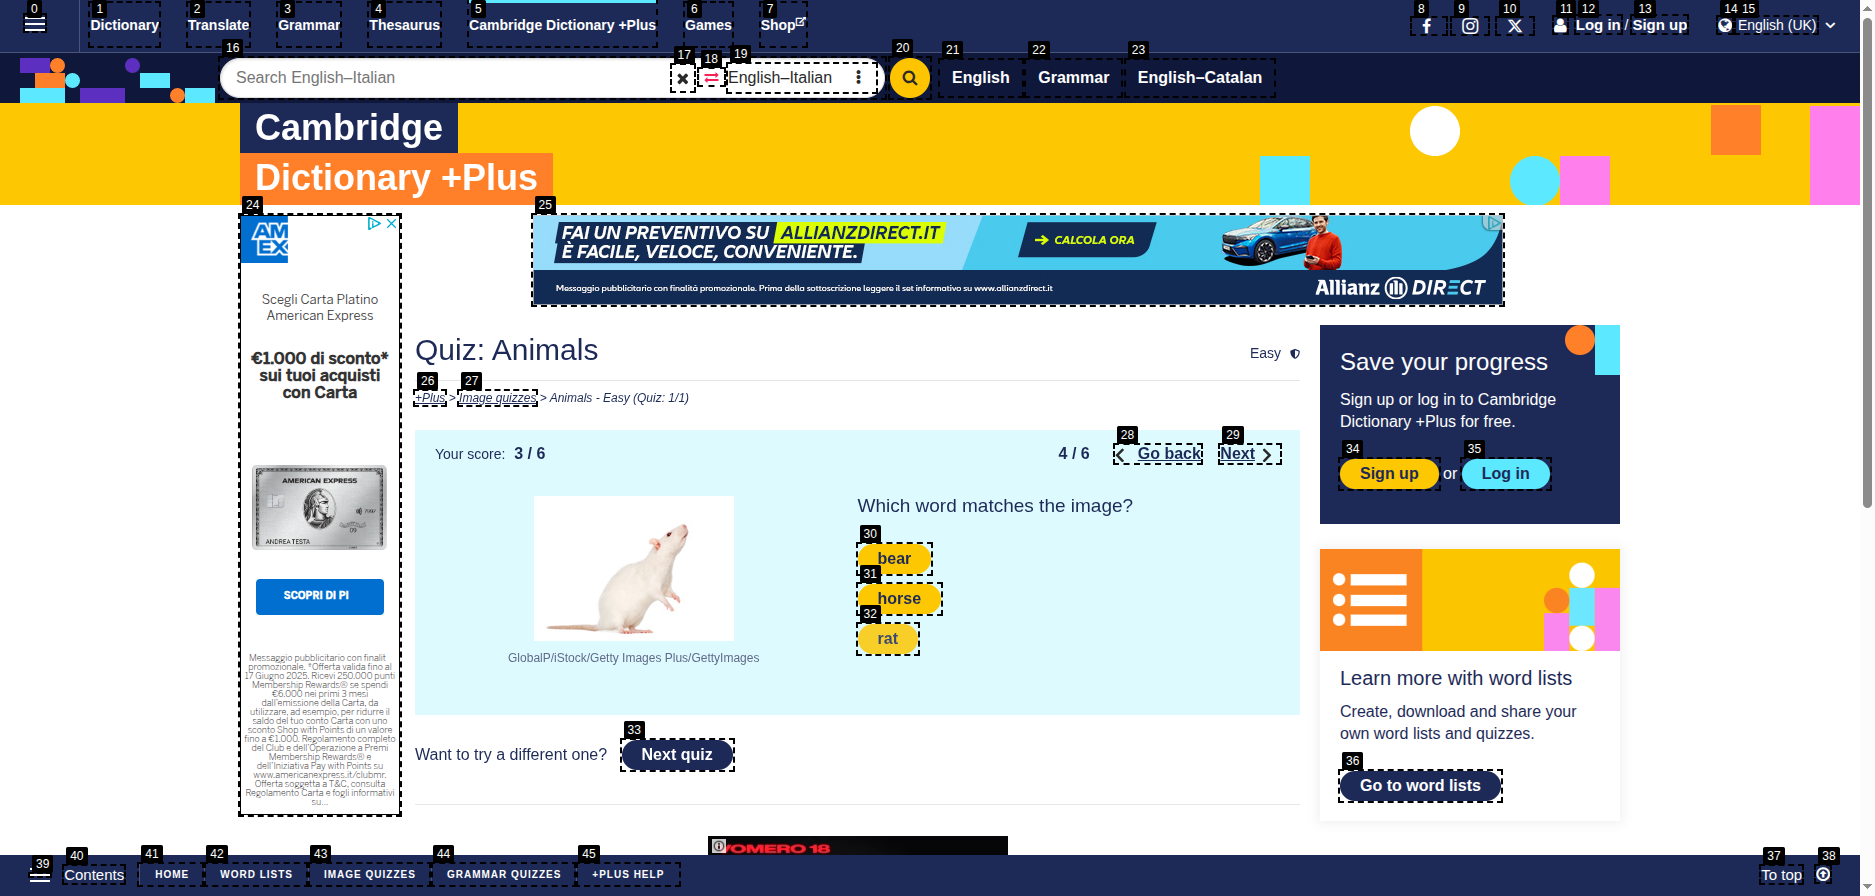 0 1 2 3 4 5 6 7 8 9 10 11 12 13 14 15
Dictionary Translate Grammar Thesaurus Cambridge Dictionary +Plus Games Shop Log in / Sign up English (UK)
16 17 18 19 20 21 22 23
Search English–Italian English–Italian English Grammar English–Catalan
Cambridge
Dictionary +Plus
24 25
AM
EX
Scegli Carta Platino
American Express
€1.000 di sconto*
sui tuoi acquisti
con Carta
AMERICAN EXPRESS
ANDREA TESTA
SCOPRI DI PI
Messaggio pubblicitario con finalit
promozionale. *Offerta valida fino al
17 Giugno 2025. Ricevi 250.000 punti
Membership Rewards® se spendi
€6.000 nei primi 3 mesi
dall'emissione della Carta, da
utilizzare, ad esempio, per ridurre il
saldo del tuo conto Carta con uno
sconto Shop with Points di un valore
fino a €1.000. Regolamento completo
del Club e dell'Operazione a Premi
Membership Rewards® e
dell'Iniziativa Pay with Points su
www.americanexpress.it/clubmr.
Offerta soggetta a T&C, consulta
Regolamento Carta e fogli informativi
su...
FAI UN PREVENTIVO SU ALLIANZDIRECT.IT
È FACILE, VELOCE, CONVENIENTE.
CALCOLA ORA
Messaggio pubblicitario con finalità promozionale. Prima della sottoscrizione leggere il set informativo su www.allianzdirect.it
Allianz DIRECT
Quiz: Animals
Easy
26 27
+Plus > Image quizzes > Animals - Easy (Quiz: 1/1)
28 29
Your score: 3 / 6 4 / 6 Go back Next
Which word matches the image?
30
bear
31
horse
32
rat
GlobalP/iStock/Getty Images Plus/GettyImages
33
Want to try a different one? Next quiz
Save your progress
Sign up or log in to Cambridge
Dictionary +Plus for free.
34 35
Sign up or Log in
Learn more with word lists
Create, download and share your
own word lists and quizzes.
36
Go to word lists
VOMERO 18
39 40 41 42 43 44 45 37 38
Contents HOME WORD LISTS IMAGE QUIZZES GRAMMAR QUIZZES +PLUS HELP To top